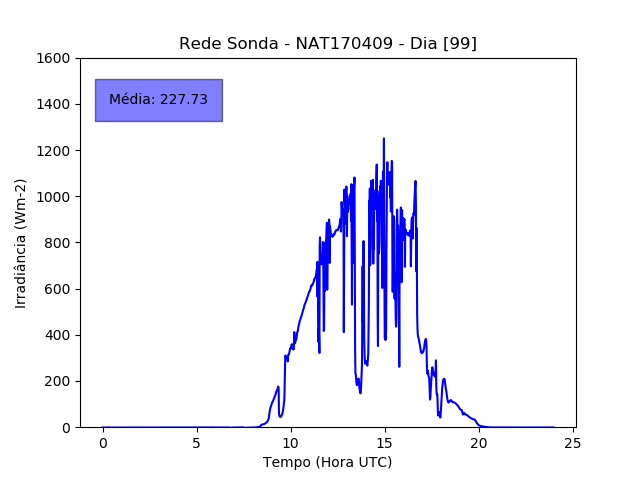 Rede Sonda - NAT170409 - Dia [99]
Média: 227.73
Irradiância (Wm-2)
1600
1400
1200
1000
800
600
400
200
0
0 5 10 15 20 25
Tempo (Hora UTC)